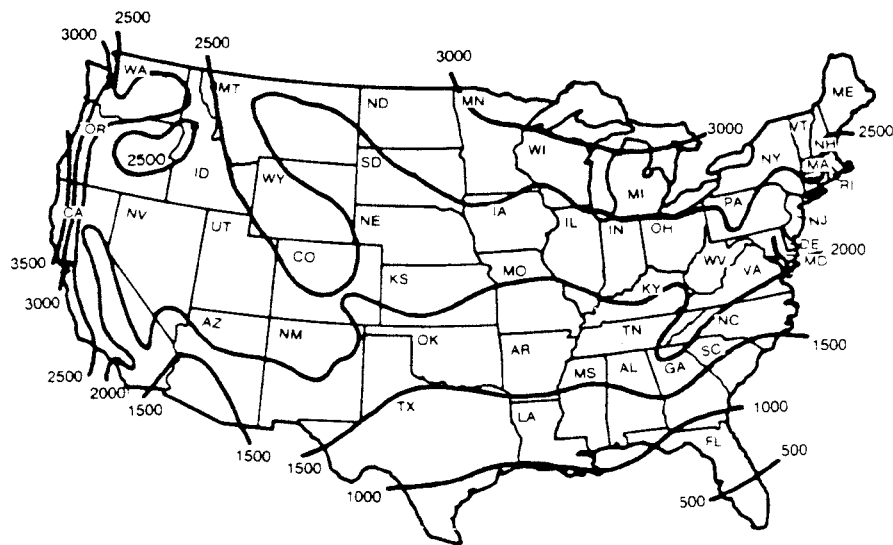 2500
3000
WA
2500
MT
3000
ND
MN
ME
OR
VT
3000
NH
2500
WI
NY
MA
2500
SD
ID
WY
MI
RI
PA
CA
NV
NE
IA
UT
IL
IN
OH
NJ
DE
2000
CO
WV
MD
3500
KS
MO
VA
3000
KY
AZ
NM
OK
TN
NC
AR
SC
1500
2500
MS
AL
GA
2000
1500
TX
LA
1000
FL
1500
1500
500
1000
500